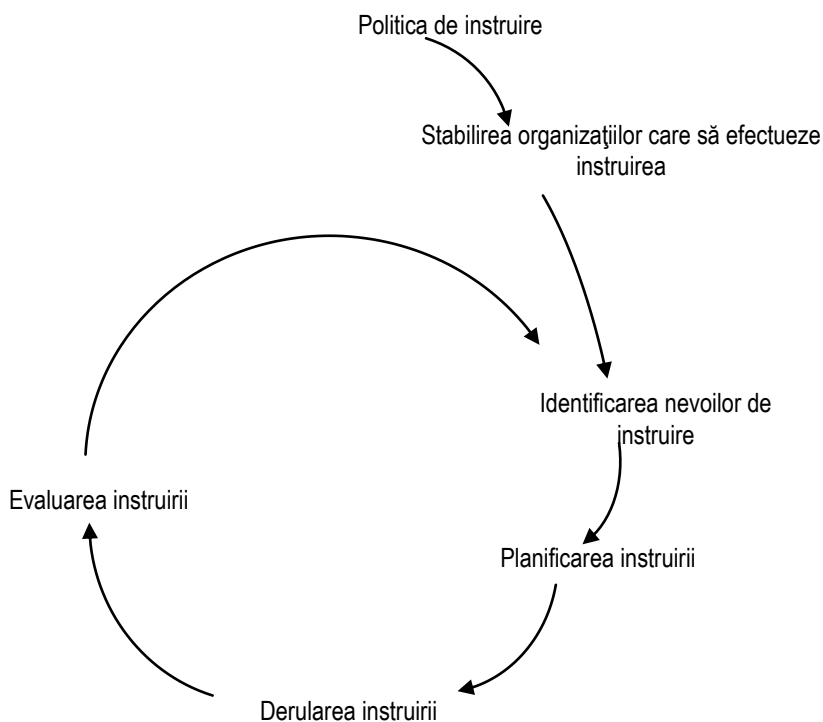 Politica de instruire
Stabilirea organizaţiilor care să efectueze
instruirea
Identificarea nevoilor de
instruire
Planificarea instruirii
Derularea instruirii
Evaluarea instruirii